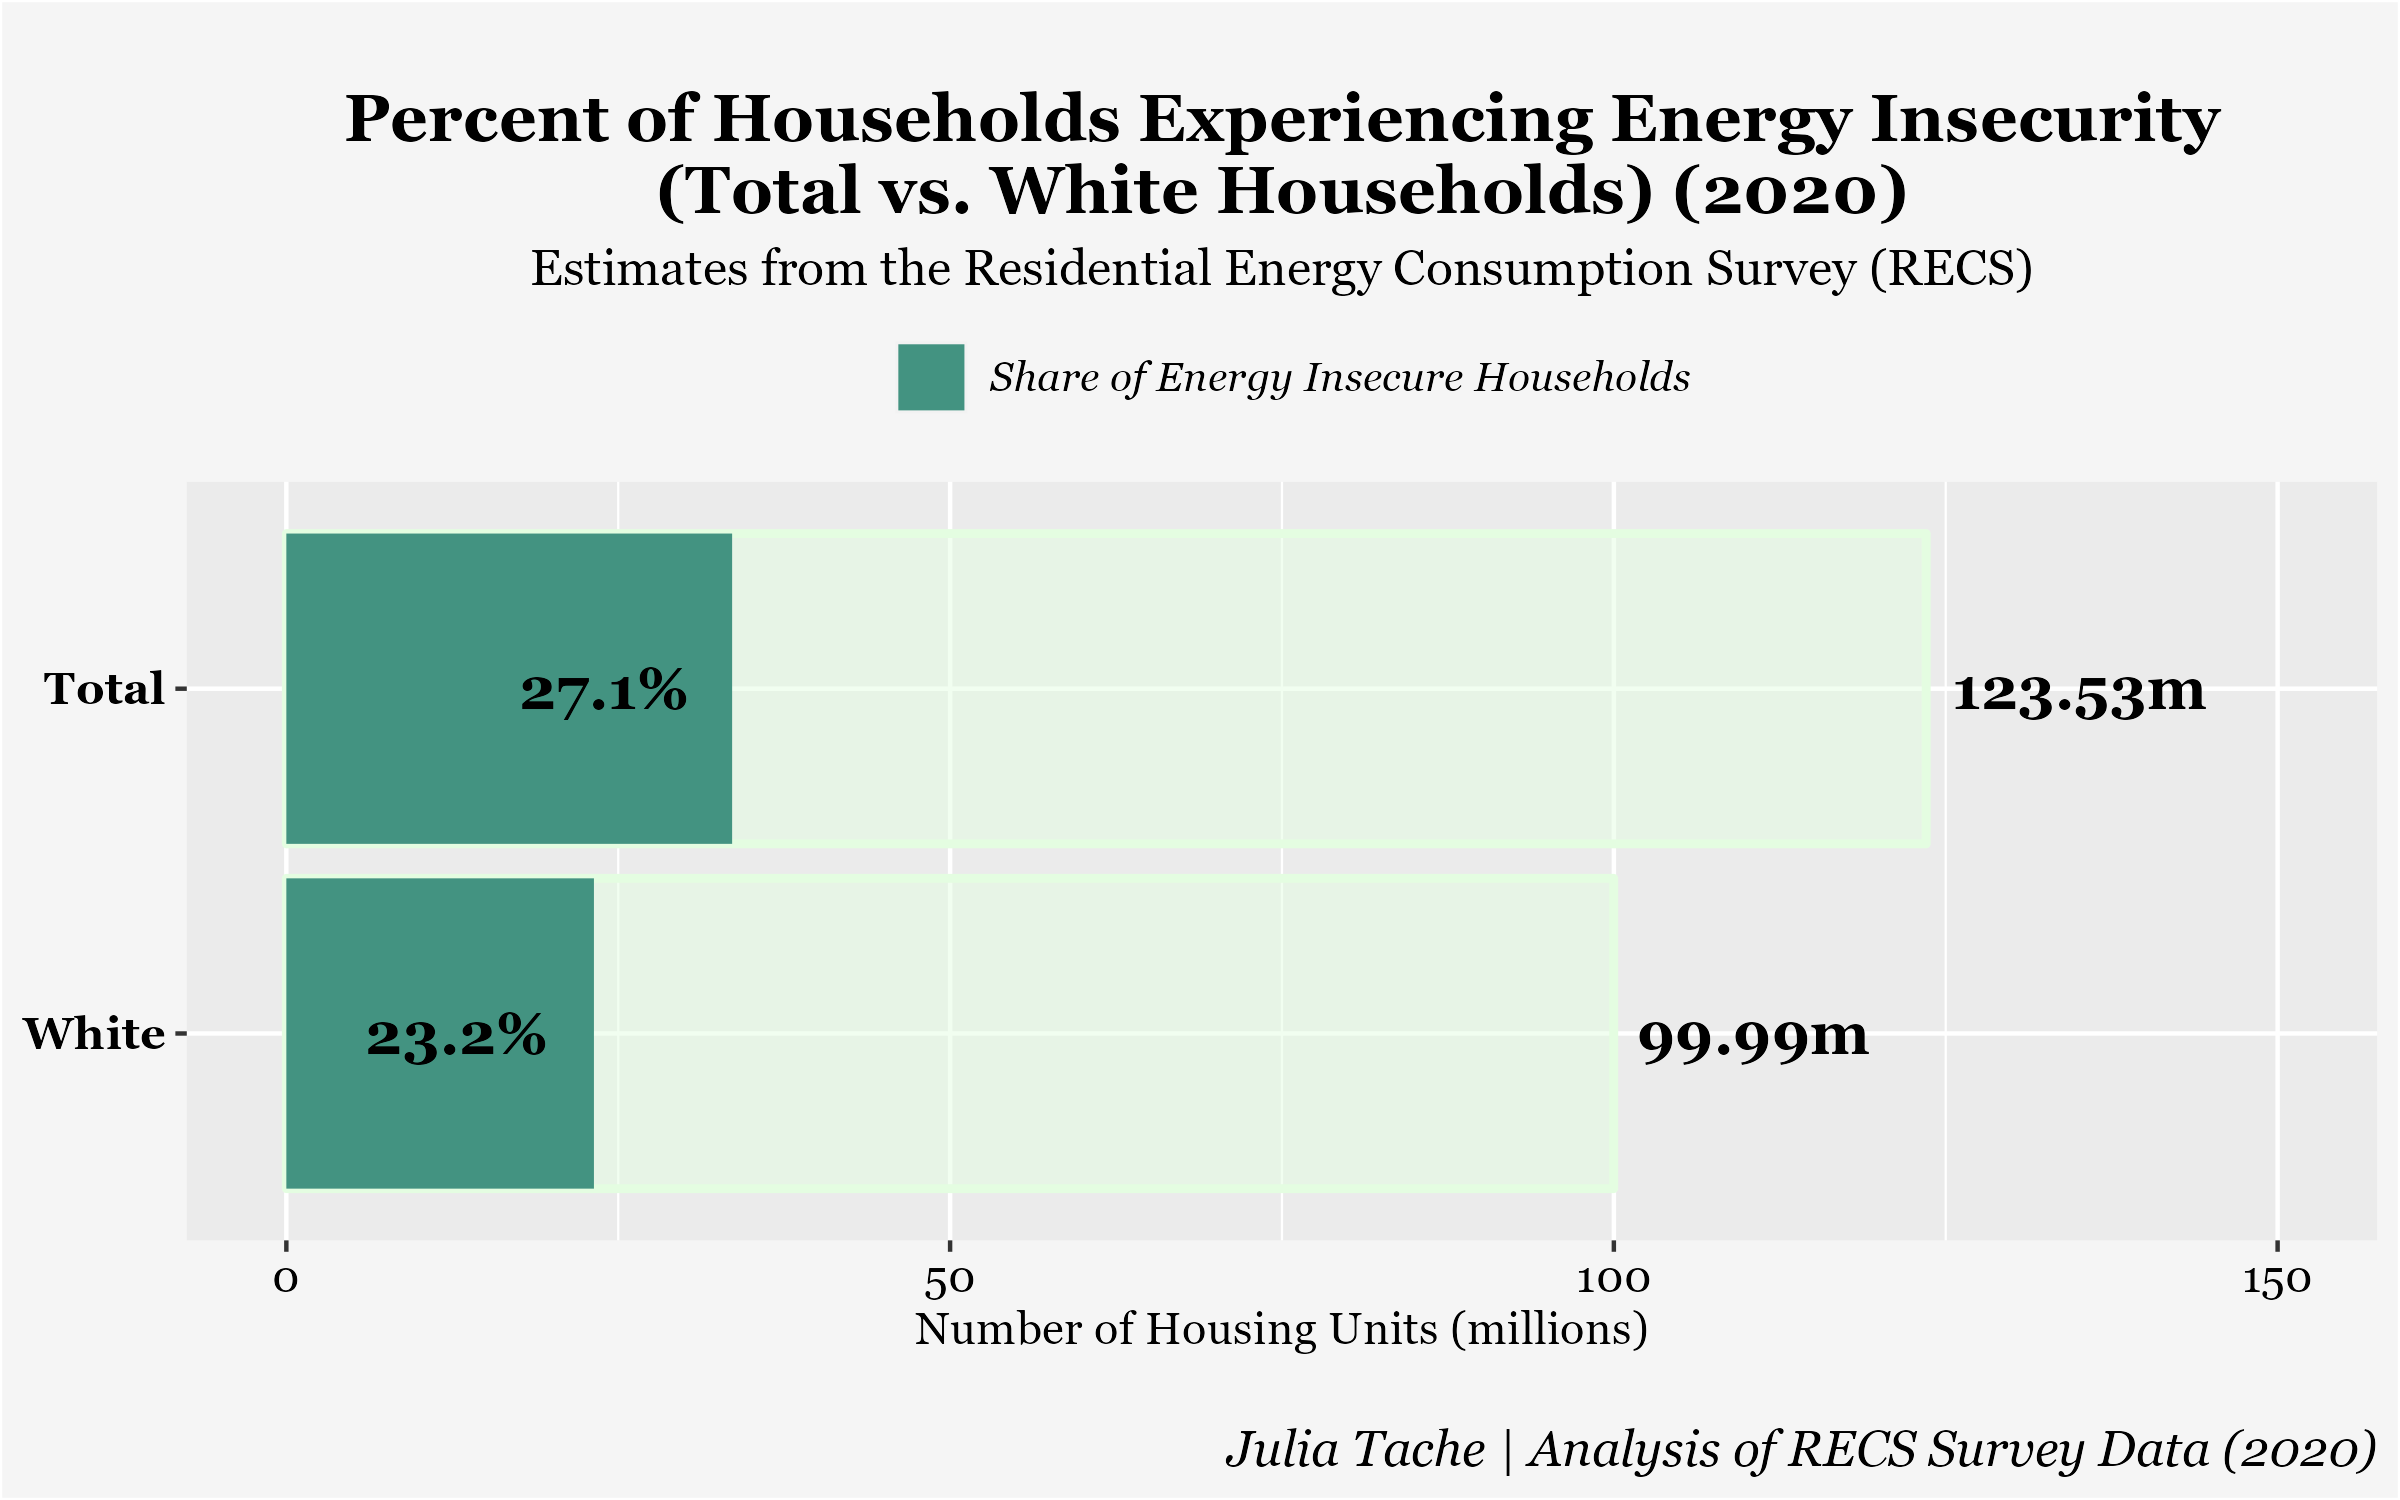 Percent of Households Experiencing Energy Insecurity
(Total vs. White Households) (2020)
Estimates from the Residential Energy Consumption Survey (RECS)
Share of Energy Insecure Households
Total
27.1%
123.53m
White
23.2%
99.99m
0
50
100
150
Number of Housing Units (millions)
Julia Tache | Analysis of RECS Survey Data (2020)